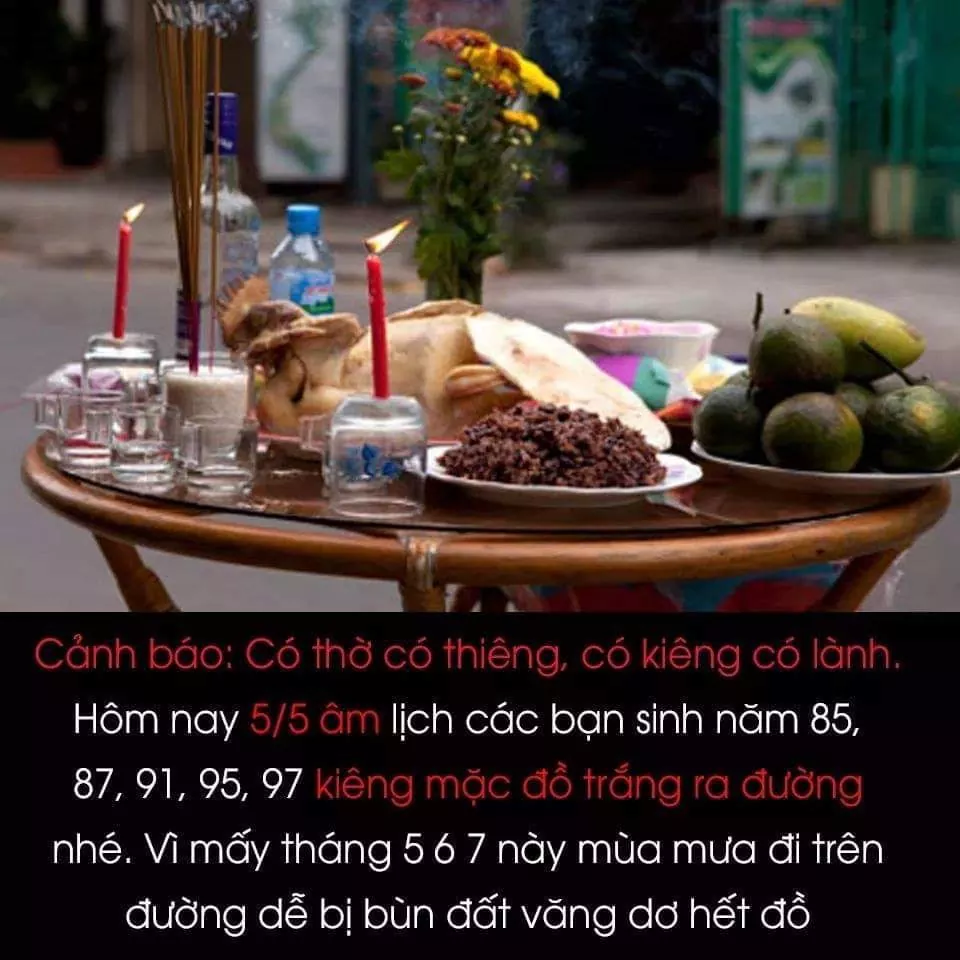 Cảnh báo: Có thờ có thiêng, có kiêng có lành.
Hôm nay 5/5 âm lịch các bạn sinh năm 85,
87, 91, 95, 97 kiêng mặc đồ trắng ra đường
nhé. Vì mấy tháng 5 6 7 này mùa mưa đi trên
đường dễ bị bùn đất văng dơ hết đồ